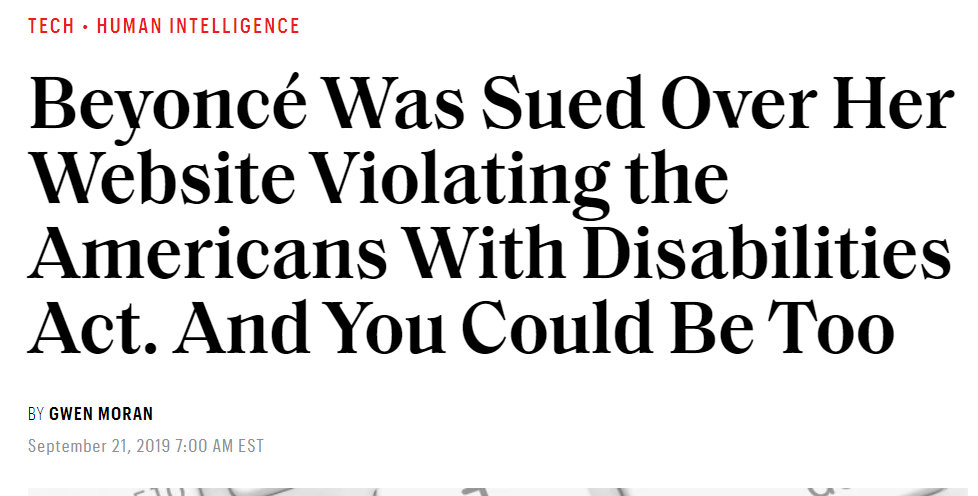 TECH • HUMAN INTELLIGENCE
Beyoncé Was Sued Over Her
Website Violating the
Americans With Disabilities
Act. And You Could Be Too
BY GWEN MORAN
September 21, 2019 7:00 AM EST